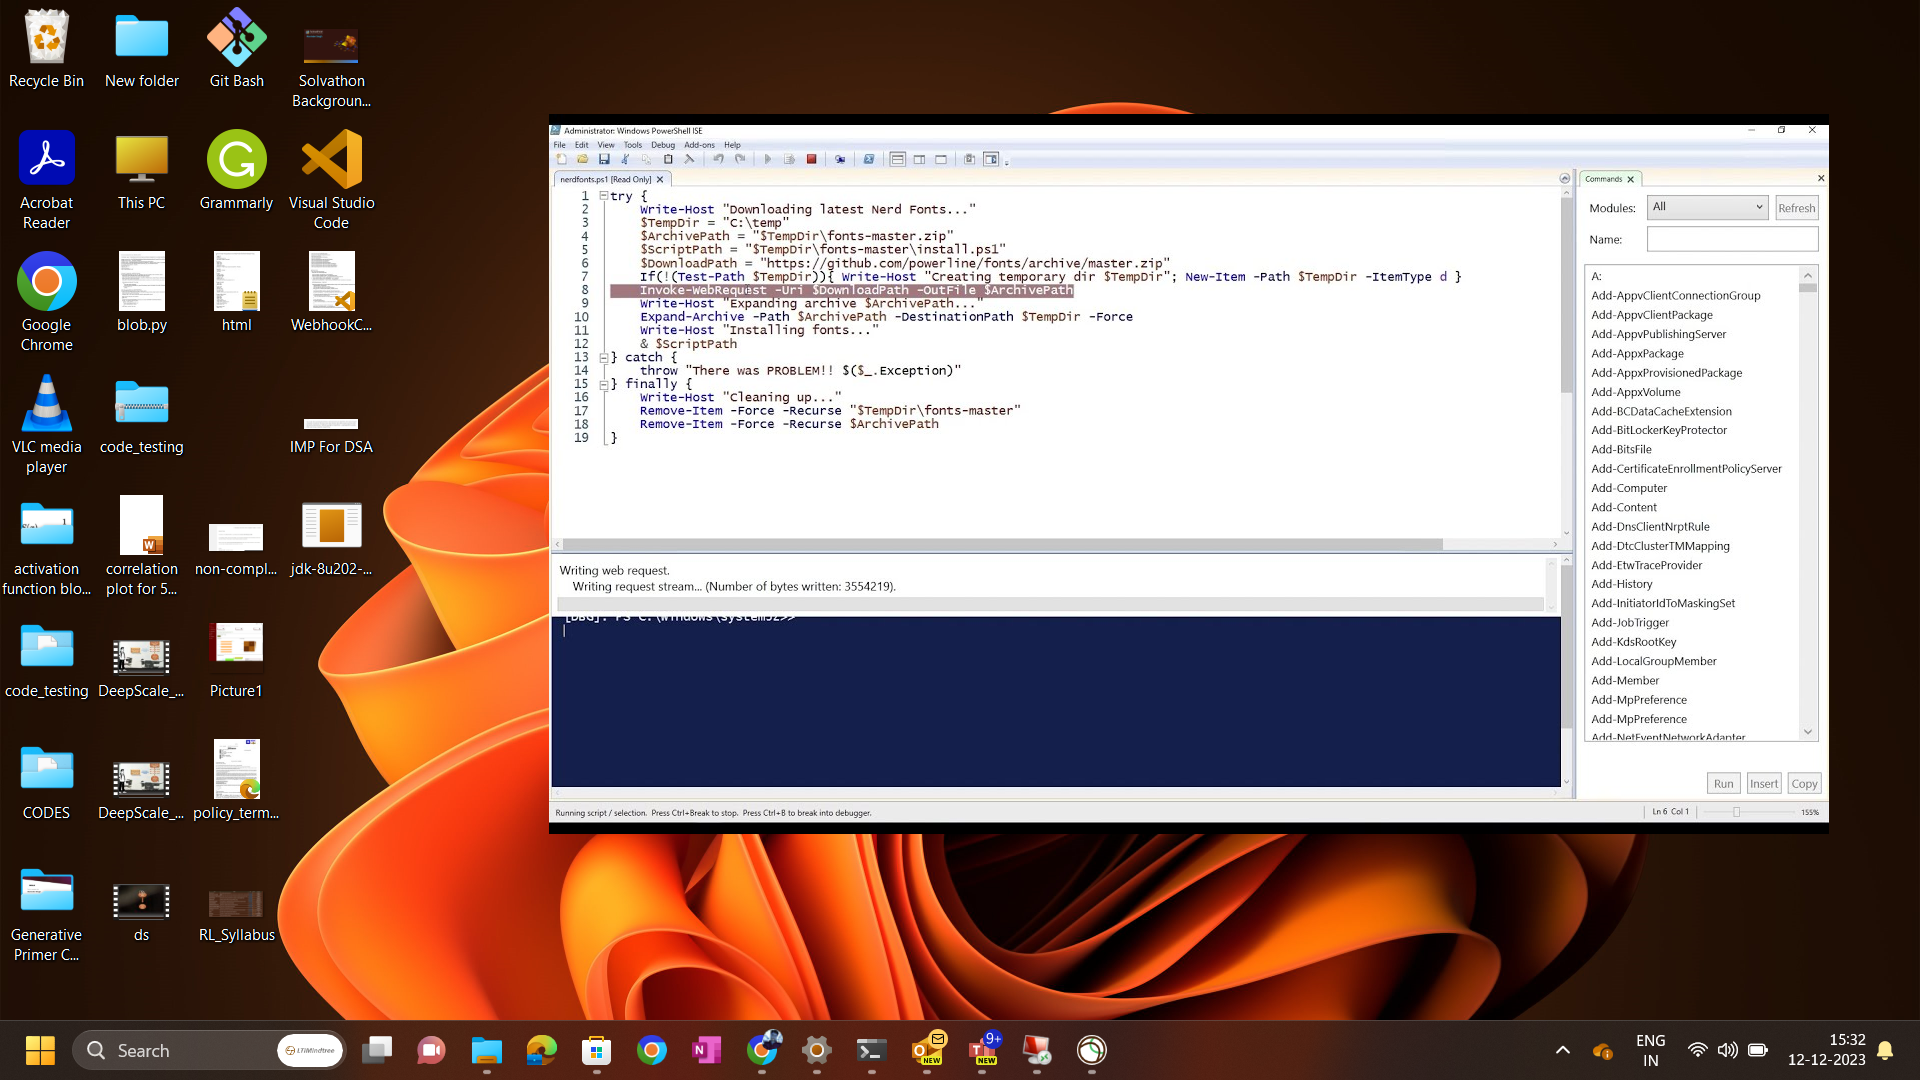 Recycle Bin
New folder
Git Bash
Solvathon
Backgroun...
Acrobat
Reader
This PC
Grammarly
Visual Studio
Code
Google
Chrome
blob.py
html
WebhookC...
VLC media
player
code_testing
IMP For DSA
activation
function blo...
correlation
plot for 5...
non-compl...
jdk-8u202-...
code_testing
DeepScale_...
Picture1
CODES
DeepScale_...
policy_term...
Generative
Primer C...
ds
RL_Syllabus
Administrator: Windows PowerShell ISE
File Edit View Tools Debug Add-ons Help
nerdfonts.ps1 [Read Only]
1 try {
2 Write-Host "Downloading latest Nerd Fonts..."
3 $TempDir = "C:\temp"
4 $ArchivePath = "$TempDir\fonts-master.zip"
5 $ScriptPath = "$TempDir\fonts-master\install.ps1"
6 $DownloadPath = "https://github.com/powerline/fonts/archive/master.zip"
7 If(!(Test-Path $TempDir)){ Write-Host "Creating temporary dir $TempDir"; New-Item -Path $TempDir -ItemType d }
8 Invoke-WebRequest -Uri $DownloadPath -OutFile $ArchivePath
9 Write-Host "Expanding archive $ArchivePath..."
10 Expand-Archive -Path $ArchivePath -DestinationPath $TempDir -Force
11 Write-Host "Installing fonts..."
12 & $ScriptPath
13 } catch {
14 throw "There was PROBLEM!! $($_.Exception)"
15 } finally {
16 Write-Host "Cleaning up..."
17 Remove-Item -Force -Recurse "$TempDir\fonts-master"
18 Remove-Item -Force -Recurse $ArchivePath
19 }
Writing web request.
Writing request stream... (Number of bytes written: 3554219).
[DBG]: PS C:\Windows\system32>>
Running script / selection. Press Ctrl+Break to stop. Press Ctrl+B to break into debugger.
Ln 6 Col 1
155%
Commands
Modules: All Refresh
Name:
A:
Add-AppvClientConnectionGroup
Add-AppvClientPackage
Add-AppvPublishingServer
Add-AppxPackage
Add-AppxProvisionedPackage
Add-AppxVolume
Add-BCDataCacheExtension
Add-BitLockerKeyProtector
Add-BitsFile
Add-CertificateEnrollmentPolicyServer
Add-Computer
Add-Content
Add-DnsClientNrptRule
Add-DtcClusterTMMapping
Add-EtwTraceProvider
Add-History
Add-InitiatorIdToMaskingSet
Add-JobTrigger
Add-KdsRootKey
Add-LocalGroupMember
Add-Member
Add-MpPreference
Add-MpPreference
Add-NetEventNetworkAdapter
Run Insert Copy
Search
LTIMindtree
NEW
9+
NEW
ENG
IN
15:32
12-12-2023